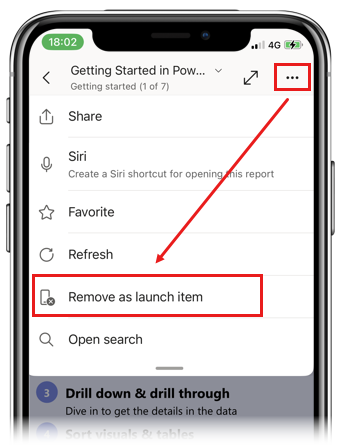 18:02
4G
Getting Started in Pow...
Getting started (1 of 7)
Share
Siri
Create a Siri shortcut for opening this report
Favorite
Refresh
Remove as launch item
Open search
3 Drill down & drill through
Dive in to get the details in the data
Sort visuals & tables